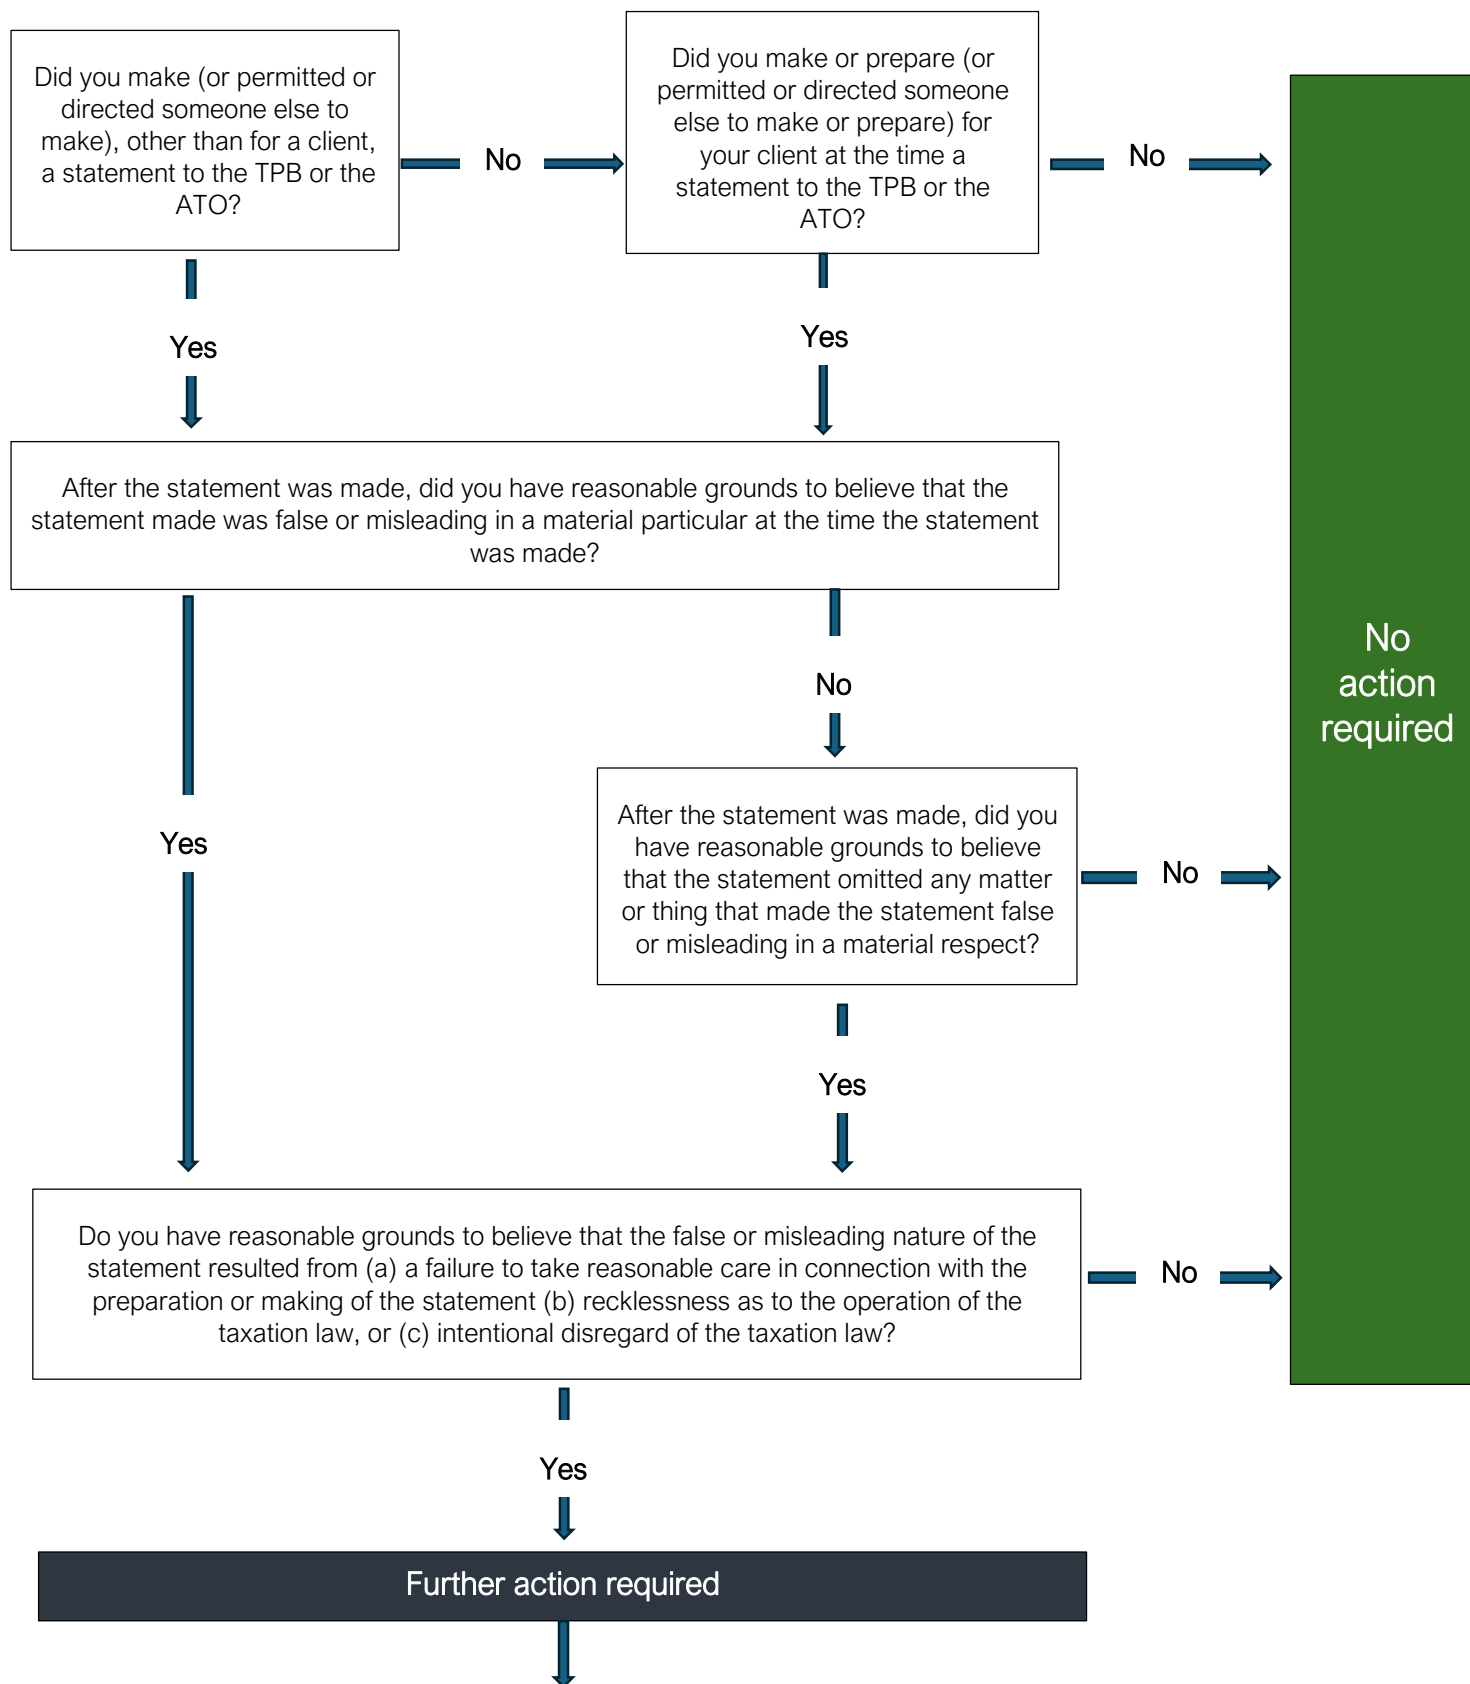 Did you make (or permitted or
directed someone else to
make), other than for a client,
a statement to the TPB or the
ATO?
No
Did you make or prepare (or
permitted or directed someone
else to make or prepare) for
your client at the time a
statement to the TPB or the
ATO?
No
Yes
Yes
After the statement was made, did you have reasonable grounds to believe that the
statement made was false or misleading in a material particular at the time the statement
was made?
No
action
required
No
Yes
After the statement was made, did you
have reasonable grounds to believe
that the statement omitted any matter
or thing that made the statement false
or misleading in a material respect?
No
Yes
Do you have reasonable grounds to believe that the false or misleading nature of the
statement resulted from (a) a failure to take reasonable care in connection with the
preparation or making of the statement (b) recklessness as to the operation of the
taxation law, or (c) intentional disregard of the taxation law?
No
Yes
Further action required